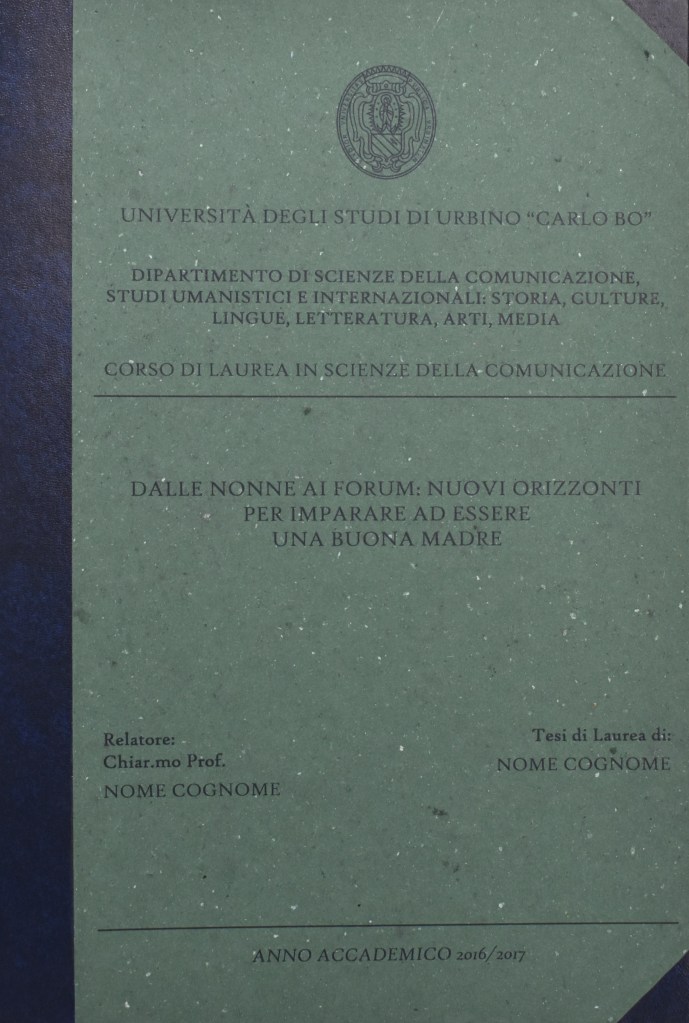 UNIVERSITÀ DEGLI STUDI DI URBINO “CARLO BO”
DIPARTIMENTO DI SCIENZE DELLA COMUNICAZIONE,
STUDI UMANISTICI E INTERNAZIONALI: STORIA, CULTURE,
LINGUE, LETTERATURA, ARTI, MEDIA
CORSO DI LAUREA IN SCIENZE DELLA COMUNICAZIONE
DALLE NONNE AI FORUM: NUOVI ORIZZONTI
PER IMPARARE AD ESSERE
UNA BUONA MADRE
Relatore:
Chiar.mo Prof.
NOME COGNOME
Tesi di Laurea di:
NOME COGNOME
ANNO ACCADEMICO 2016/2017